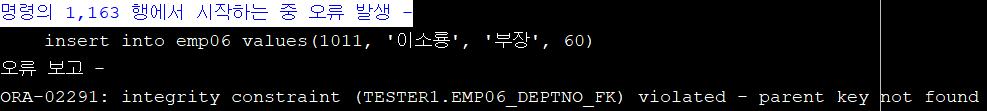 명령의 1,163 행에서 시작하는 중 오류 발생 -
insert into emp06 values(1011, '이소룡', '부장', 60)
오류 보고 -
ORA-02291: integrity constraint (TESTER1.EMP06_DEPTNO_FK) violated - parent key not found